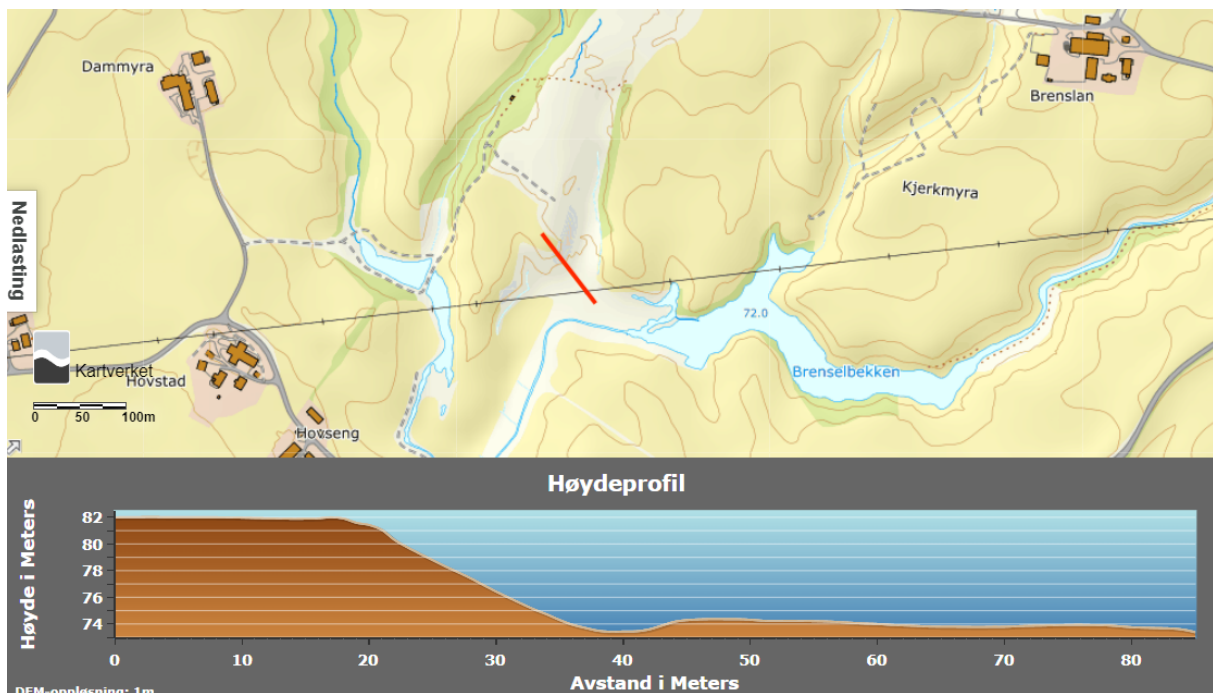 Dammyra
Brenslan
Kjerkmyra
Nedlasting
72.0
Brenselbekken
Kartverket
Hovstad
0 50 100m
Hovseng
Høydeprofil
Høyde i Meters
82
80
78
76
74
0 10 20 30 40 50 60 70 80
Avstand i Meters
DEM-oppløsning: 1m